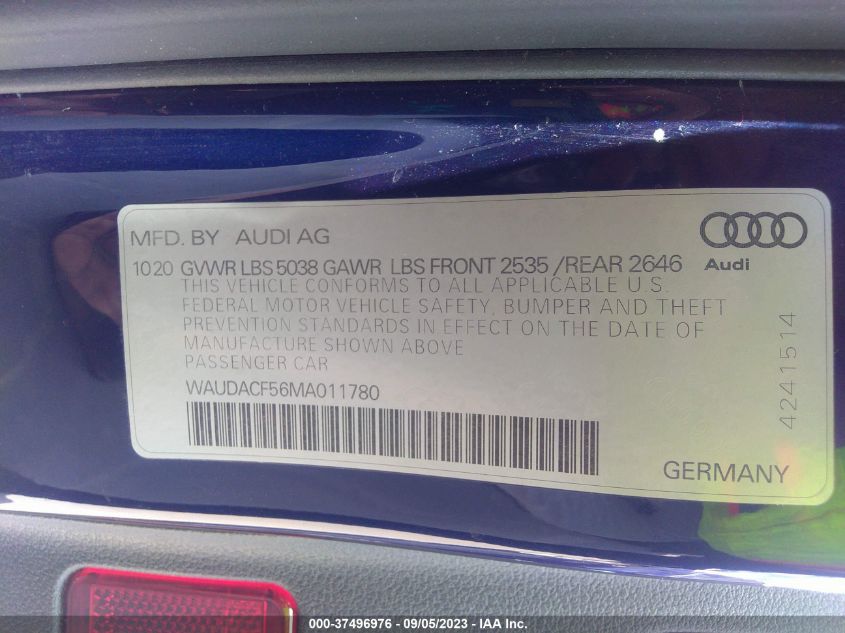 MFD. BY AUDI AG
1020 GVWR LBS 5038 GAWR LBS FRONT 2535 /REAR 2646
Audi
THIS VEHICLE CONFORMS TO ALL APPLICABLE U.S.
FEDERAL MOTOR VEHICLE SAFETY, BUMPER AND THEFT
PREVENTION STANDARDS IN EFFECT ON THE DATE OF
MANUFACTURE SHOWN ABOVE
PASSENGER CAR
WAUDACF56MA011780
4241514
GERMANY
000-37496976 - 09/05/2023 - IAA Inc.